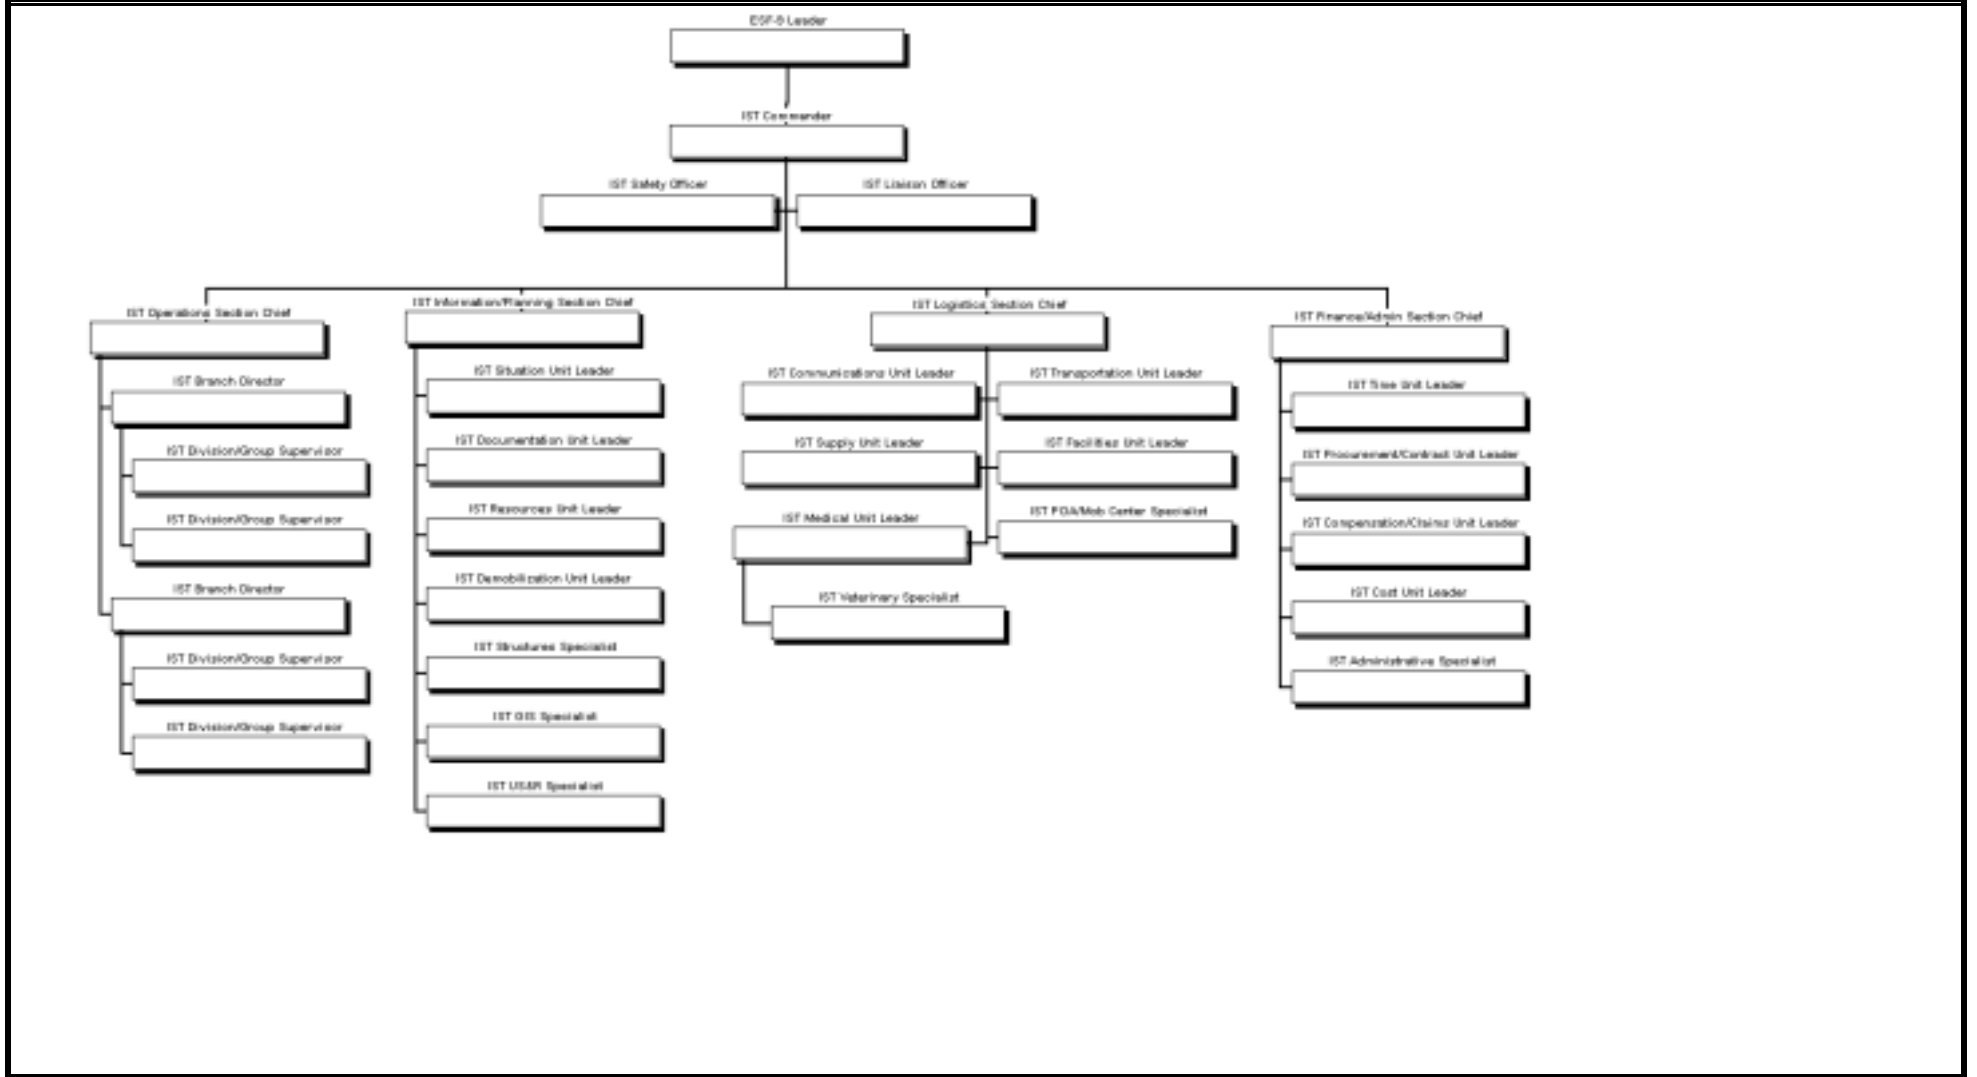 ESF-9 Leader
IST Commander
IST Safety Officer
IST Liaison Officer
IST Operations Section Chief
IST Branch Director
IST Division/Group Supervisor
IST Division/Group Supervisor
IST Branch Director
IST Division/Group Supervisor
IST Division/Group Supervisor
IST Information/Planning Section Chief
IST Situation Unit Leader
IST Documentation Unit Leader
IST Resources Unit Leader
IST Demobilization Unit Leader
IST Structures Specialist
IST GIS Specialist
IST US&R Specialist
IST Logistics Section Chief
IST Communications Unit Leader
IST Transportation Unit Leader
IST Supply Unit Leader
IST Facilities Unit Leader
IST Medical Unit Leader
IST POA/Mob Center Specialist
IST Veterinary Specialist
IST Finance/Admin Section Chief
IST Time Unit Leader
IST Procurement/Contract Unit Leader
IST Compensation/Claims Unit Leader
IST Cost Unit Leader
IST Administrative Specialist